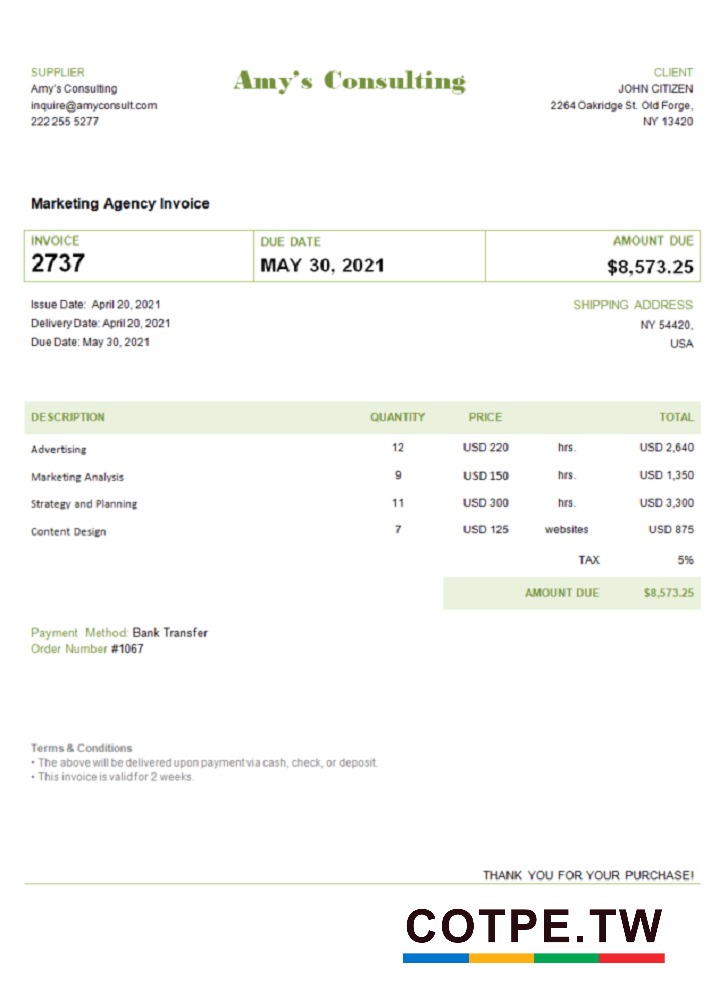 SUPPLIER
Amy's Consulting
inquire@amyconsult.com
222 255 5277
Amy's Consulting
CLIENT
JOHN CITIZEN
2264 Oakridge St. Old Forge,
NY 13420
Marketing Agency Invoice
INVOICE
2737
DUE DATE
MAY 30, 2021
AMOUNT DUE
$8,573.25
Issue Date: April 20, 2021
Delivery Date: April 20, 2021
Due Date: May 30, 2021
SHIPPING ADDRESS
NY 54420,
USA
DESCRIPTION QUANTITY PRICE TOTAL
Advertising 12 USD 220 hrs. USD 2,640
Marketing Analysis 9 USD 150 hrs. USD 1,350
Strategy and Planning 11 USD 300 hrs. USD 3,300
Content Design 7 USD 125 websites USD 875
TAX 5%
AMOUNT DUE $8,573.25
Payment Method: Bank Transfer
Order Number #1067
Terms & Conditions
• The above will be delivered upon payment via cash, check, or deposit.
• This invoice is valid for 2 weeks.
THANK YOU FOR YOUR PURCHASE!
COTPE.TW